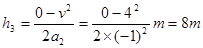 h₃ = (0 − v²)/(2a₂) = (0 − 4²)/(2×(−1)²) m = 8m